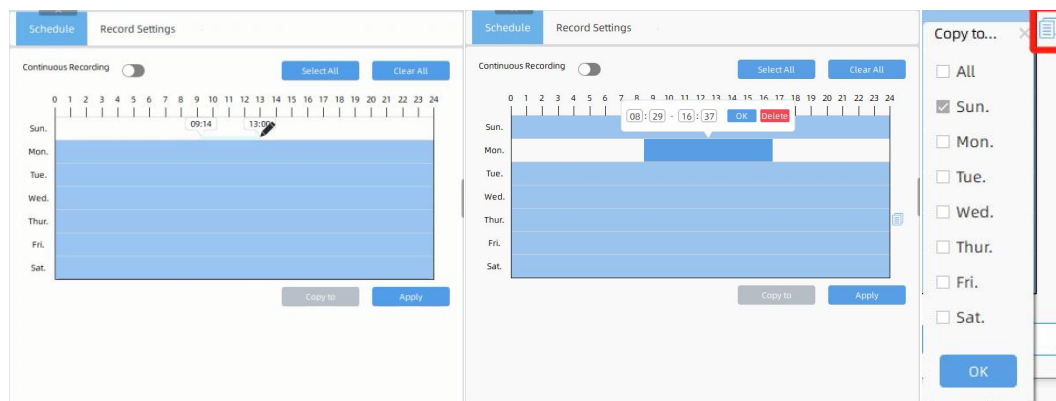 Schedule Record Settings
Continuous Recording Select All Clear All
0 1 2 3 4 5 6 7 8 9 10 11 12 13 14 15 16 17 18 19 20 21 22 23 24
09:14 13:00
Sun.
Mon.
Tue.
Wed.
Thur.
Fri.
Sat.
Copy to Apply
Schedule Record Settings
Continuous Recording Select All Clear All
0 1 2 3 4 5 6 7 8 9 10 11 12 13 14 15 16 17 18 19 20 21 22 23 24
08 : 29 - 16 : 37 OK Delete
Sun.
Mon.
Tue.
Wed.
Thur.
Fri.
Sat.
Copy to Apply
Copy to...
All
Sun.
Mon.
Tue.
Wed.
Thur.
Fri.
Sat.
OK